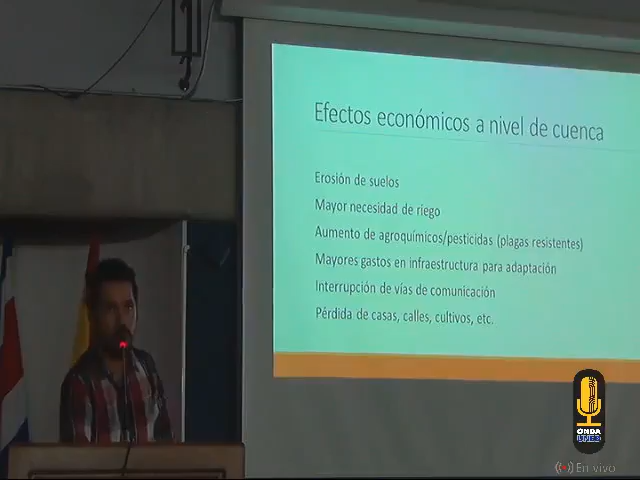 Efectos económicos a nivel de cuenca
Erosión de suelos
Mayor necesidad de riego
Aumento de agroquímicos/pesticidas (plagas resistentes)
Mayores gastos en infraestructura para adaptación
Interrupción de vías de comunicación
Pérdida de casas, calles, cultivos, etc.
ONDA
UNED
En vivo